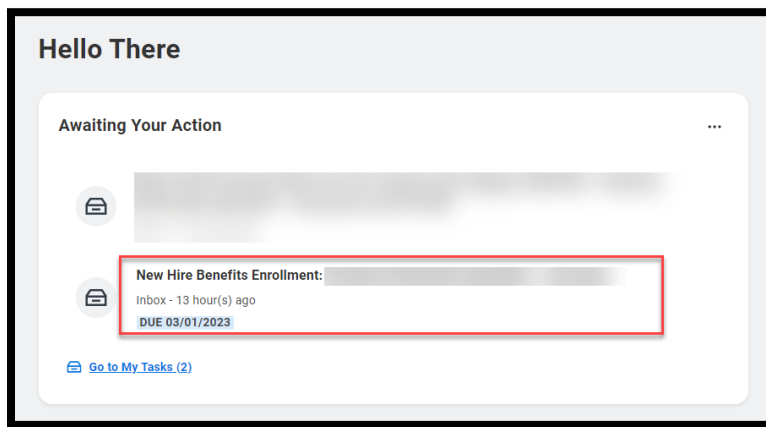 Hello There
Awaiting Your Action
New Hire Benefits Enrollment:
Inbox - 13 hour(s) ago
DUE 03/01/2023
Go to My Tasks (2)